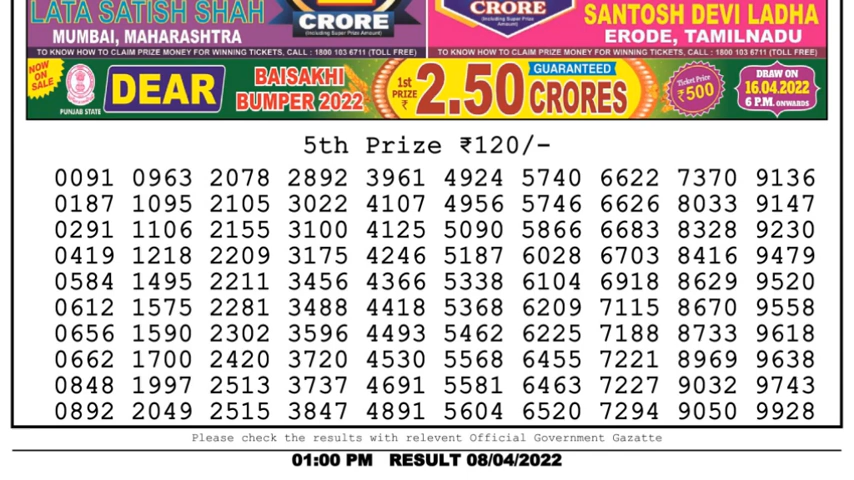 LATA SATISH SHAH
MUMBAI, MAHARASHTRA
CRORE
(Including Super Prize Amount)
CRORE
(Including Super Prize Amount)
SANTOSH DEVI LADHA
ERODE, TAMILNADU
TO KNOW HOW TO CLAIM PRIZE MONEY FOR WINNING TICKETS, CALL : 1800 103 6711 (TOLL FREE)
TO KNOW HOW TO CLAIM PRIZE MONEY FOR WINNING TICKETS, CALL : 1800 103 6711 (TOLL FREE)
NOW ON SALE
PUNJAB STATE
DEAR
BAISAKHI
BUMPER 2022
1st PRIZE ₹
2.50
GUARANTEED
CRORES
Ticket Price
₹500
DRAW ON
16.04.2022
6 P.M. ONWARDS
5th Prize ₹120/-
0091 0963 2078 2892 3961 4924 5740 6622 7370 9136
0187 1095 2105 3022 4107 4956 5746 6626 8033 9147
0291 1106 2155 3100 4125 5090 5866 6683 8328 9230
0419 1218 2209 3175 4246 5187 6028 6703 8416 9479
0584 1495 2211 3456 4366 5338 6104 6918 8629 9520
0612 1575 2281 3488 4418 5368 6209 7115 8670 9558
0656 1590 2302 3596 4493 5462 6225 7188 8733 9618
0662 1700 2420 3720 4530 5568 6455 7221 8969 9638
0848 1997 2513 3737 4691 5581 6463 7227 9032 9743
0892 2049 2515 3847 4891 5604 6520 7294 9050 9928
Please check the results with relevent Official Government Gazatte
01:00 PM RESULT 08/04/2022